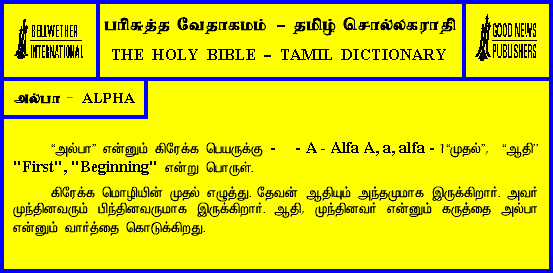 BELLWETHER
INTERNATIONAL
பரிசுத்த வேதாகமம் – தமிழ் சொல்லகராதி
THE HOLY BIBLE – TAMIL DICTIONARY
GOOD NEWS
PUBLISHERS
அல்பா - ALPHA
“அல்பா” என்னும் கிரேக்க பெயருக்கு - - A - Alfa A, a, alfa - 1“முதல்”, “ஆதி”
"First", "Beginning" என்று பொருள்.
கிரேக்க மொழியின் முதல் எழுத்து. தேவன் ஆதியும் அந்தமுமாக இருக்கிறார். அவர்
முந்தினவரும் பிந்தினவருமாக இருக்கிறார். ஆதி, முந்தினவர் என்னும் கருத்தை அல்பா
என்னும் வார்த்தை கொடுக்கிறது.